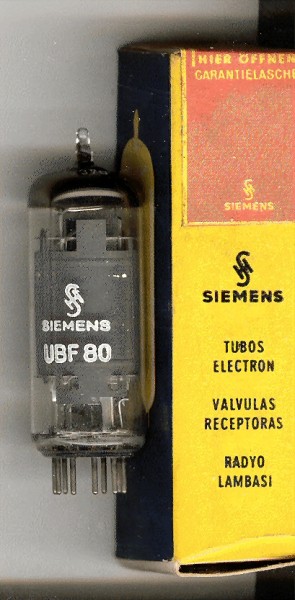 HIER ÖFFNEN
GARANTIELASCHE
SIEMENS
SIEMENS
TUBOS
ELECTRON
VALVULAS
RECEPTORAS
RADYO
LAMBASI
SIEMENS
UBF 80